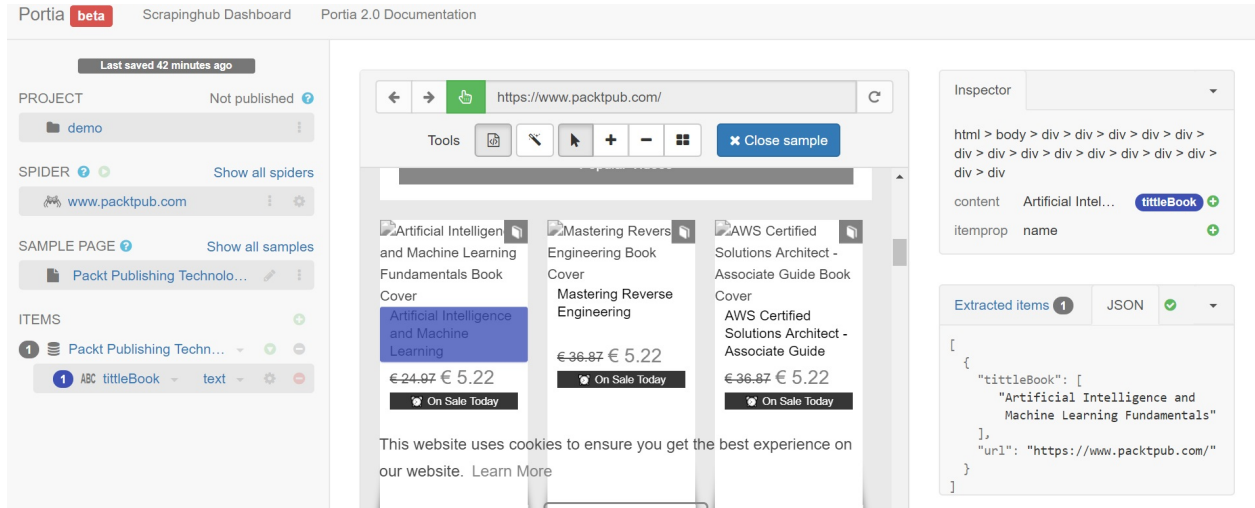 Portia beta Scrapinghub Dashboard Portia 2.0 Documentation
Last saved 42 minutes ago
PROJECT Not published
demo
SPIDER Show all spiders
www.packtpub.com
SAMPLE PAGE Show all samples
Packt Publishing Technolo...
ITEMS
1 Packt Publishing Techn...
1 ABC tittleBook text
https://www.packtpub.com/
Tools Close sample
Popular Videos
Artificial Intelligen
and Machine Learning
Fundamentals Book
Cover
Artificial Intelligence
and Machine
Learning
€ 24.97 € 5.22
On Sale Today
Mastering Revers
Engineering Book
Cover
Mastering Reverse
Engineering
€ 36.87 € 5.22
On Sale Today
AWS Certified
Solutions Architect -
Associate Guide Book
Cover
AWS Certified
Solutions Architect -
Associate Guide
€ 36.87 € 5.22
On Sale Today
This website uses cookies to ensure you get the best experience on
our website. Learn More
Inspector
html > body > div > div > div > div > div >
div > div > div > div > div > div > div > div >
div > div
content Artificial Intel... tittleBook
itemprop name
Extracted items 1 JSON
[
{
"tittleBook": [
"Artificial Intelligence and
Machine Learning Fundamentals"
],
"url": "https://www.packtpub.com/"
}
]